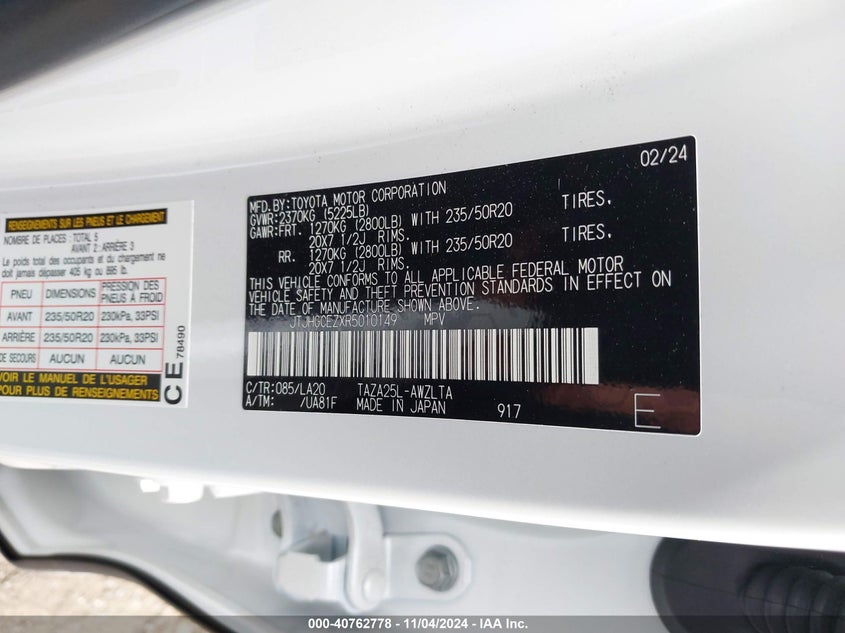 RENSEIGNEMENTS SUR LES PNEUS ET LE CHARGEMENT
NOMBRE DE PLACES : TOTAL 5
AVANT 2 : ARRIÈRE 3
Le poids total des occupants et du chargement ne
doit jamais dépasser 405 kg ou 895 lb.
PNEU DIMENSIONS PRESSION DES PNEUS À FROID
AVANT 235/50R20 230kPa, 33PSI
ARRIÈRE 235/50R20 230kPa, 33PSI
DE SECOURS AUCUN AUCUN
VOIR LE MANUEL DE L'USAGER
POUR PLUS DE RENSEIGNEMENTS
CE 78490
02/24
MFD.BY:TOYOTA MOTOR CORPORATION
GVWR:2370KG (5225LB)
GAWR:FRT. 1270KG (2800LB) WITH 235/50R20 TIRES,
20X7 1/2J RIMS.
RR. 1270KG (2800LB) WITH 235/50R20 TIRES,
20X7 1/2J RIMS.
THIS VEHICLE CONFORMS TO ALL APPLICABLE FEDERAL MOTOR
VEHICLE SAFETY AND THEFT PREVENTION STANDARDS IN EFFECT ON
THE DATE OF MANUFACTURE SHOWN ABOVE.
JTJHGCEZXR5010149 MPV
C/TR:085/LA20 TAZA25L-AWZLTA
A/TM: /UA81F MADE IN JAPAN 917
E
000-40762778 - 11/04/2024 - IAA Inc.